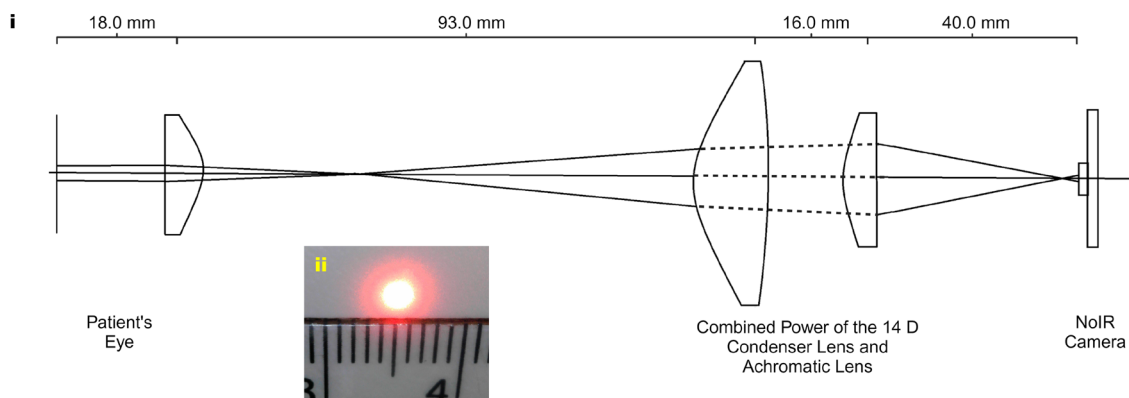 i
18.0 mm
93.0 mm
16.0 mm
40.0 mm
ii
3
4
Patient's
Eye
Combined Power of the 14 D
Condenser Lens and
Achromatic Lens
NoIR
Camera